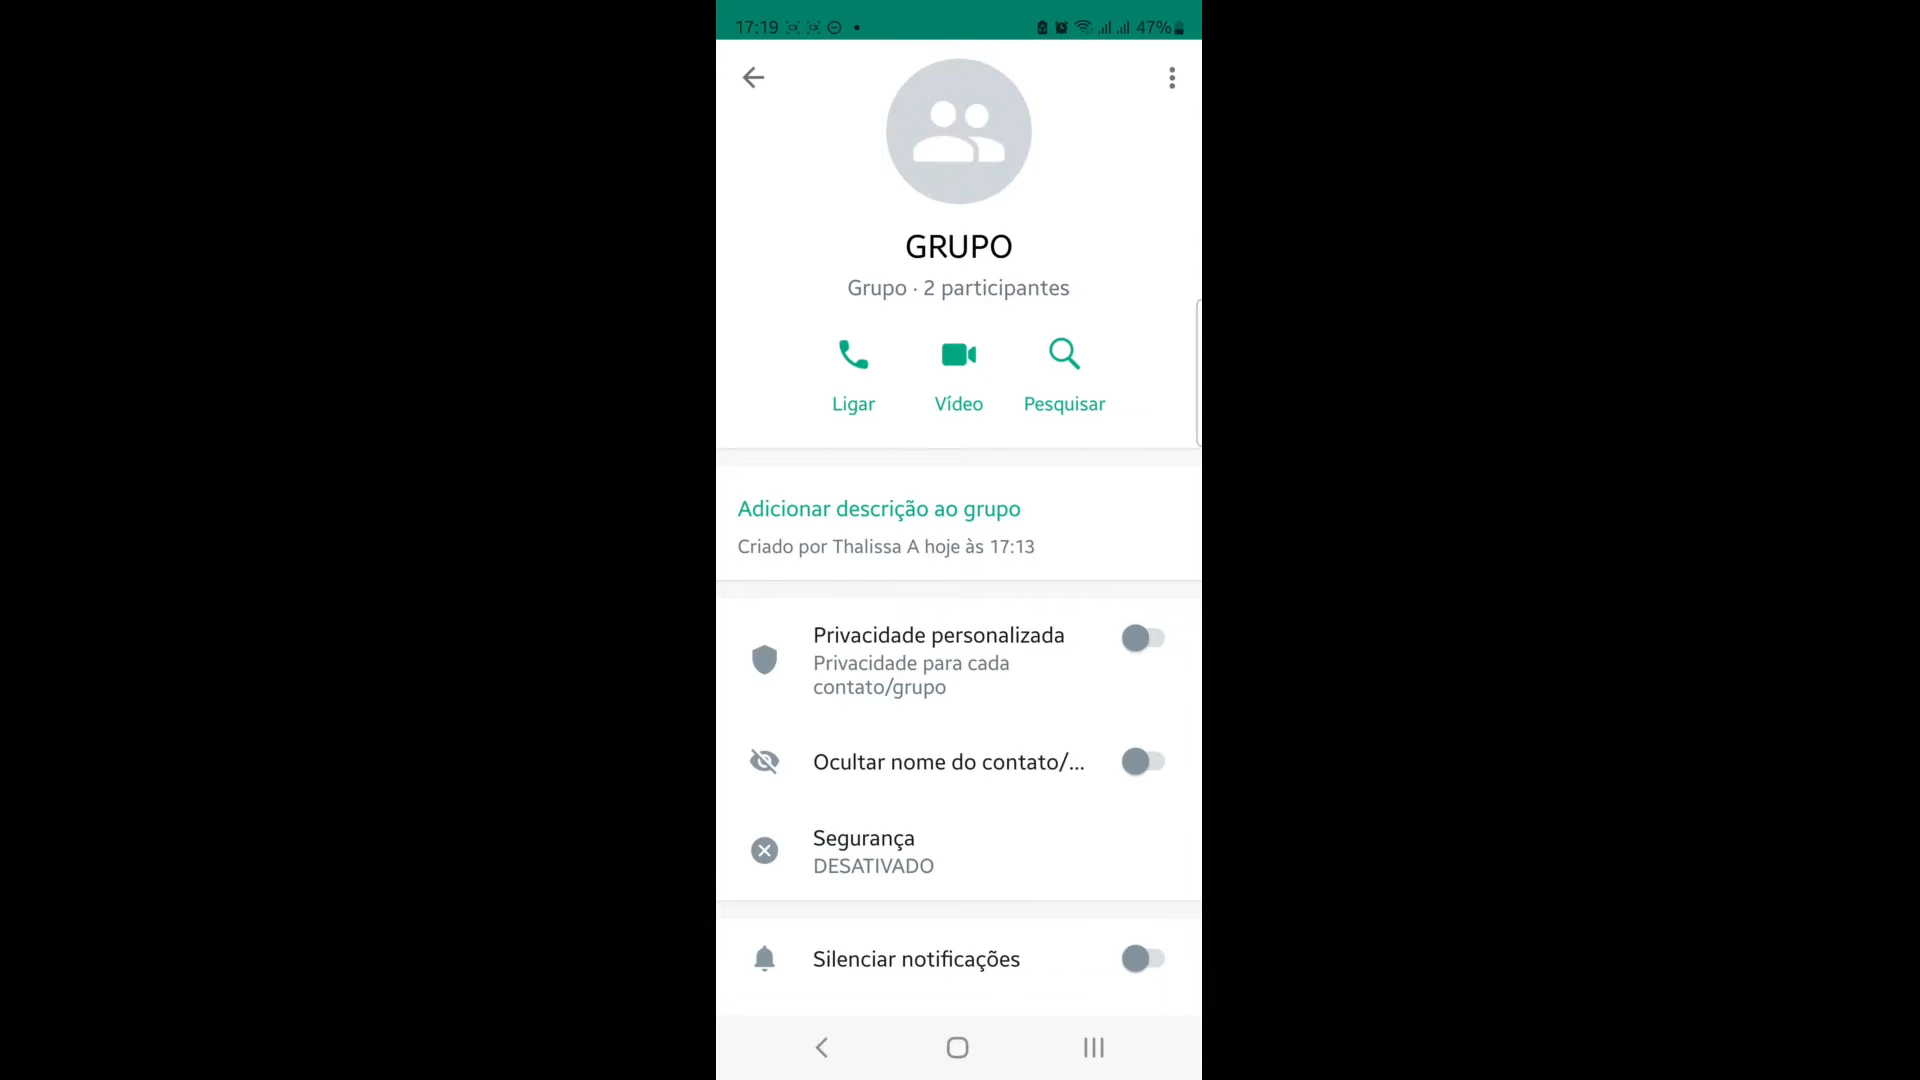 17:19
47%
GRUPO
Grupo · 2 participantes
Ligar
Vídeo
Pesquisar
Adicionar descrição ao grupo
Criado por Thalissa A hoje às 17:13
Privacidade personalizada
Privacidade para cada
contato/grupo
Ocultar nome do contato/...
Segurança
DESATIVADO
Silenciar notificações